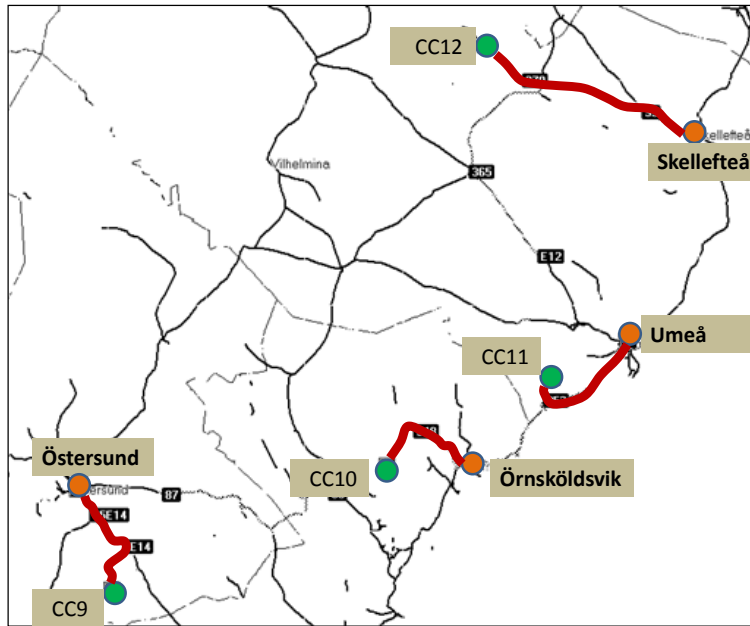 CC12
Skellefteå
Vilhelmina
365
E12
Umeå
CC11
Östersund
CC10
Örnsköldsvik
87
E14
E14
CC9